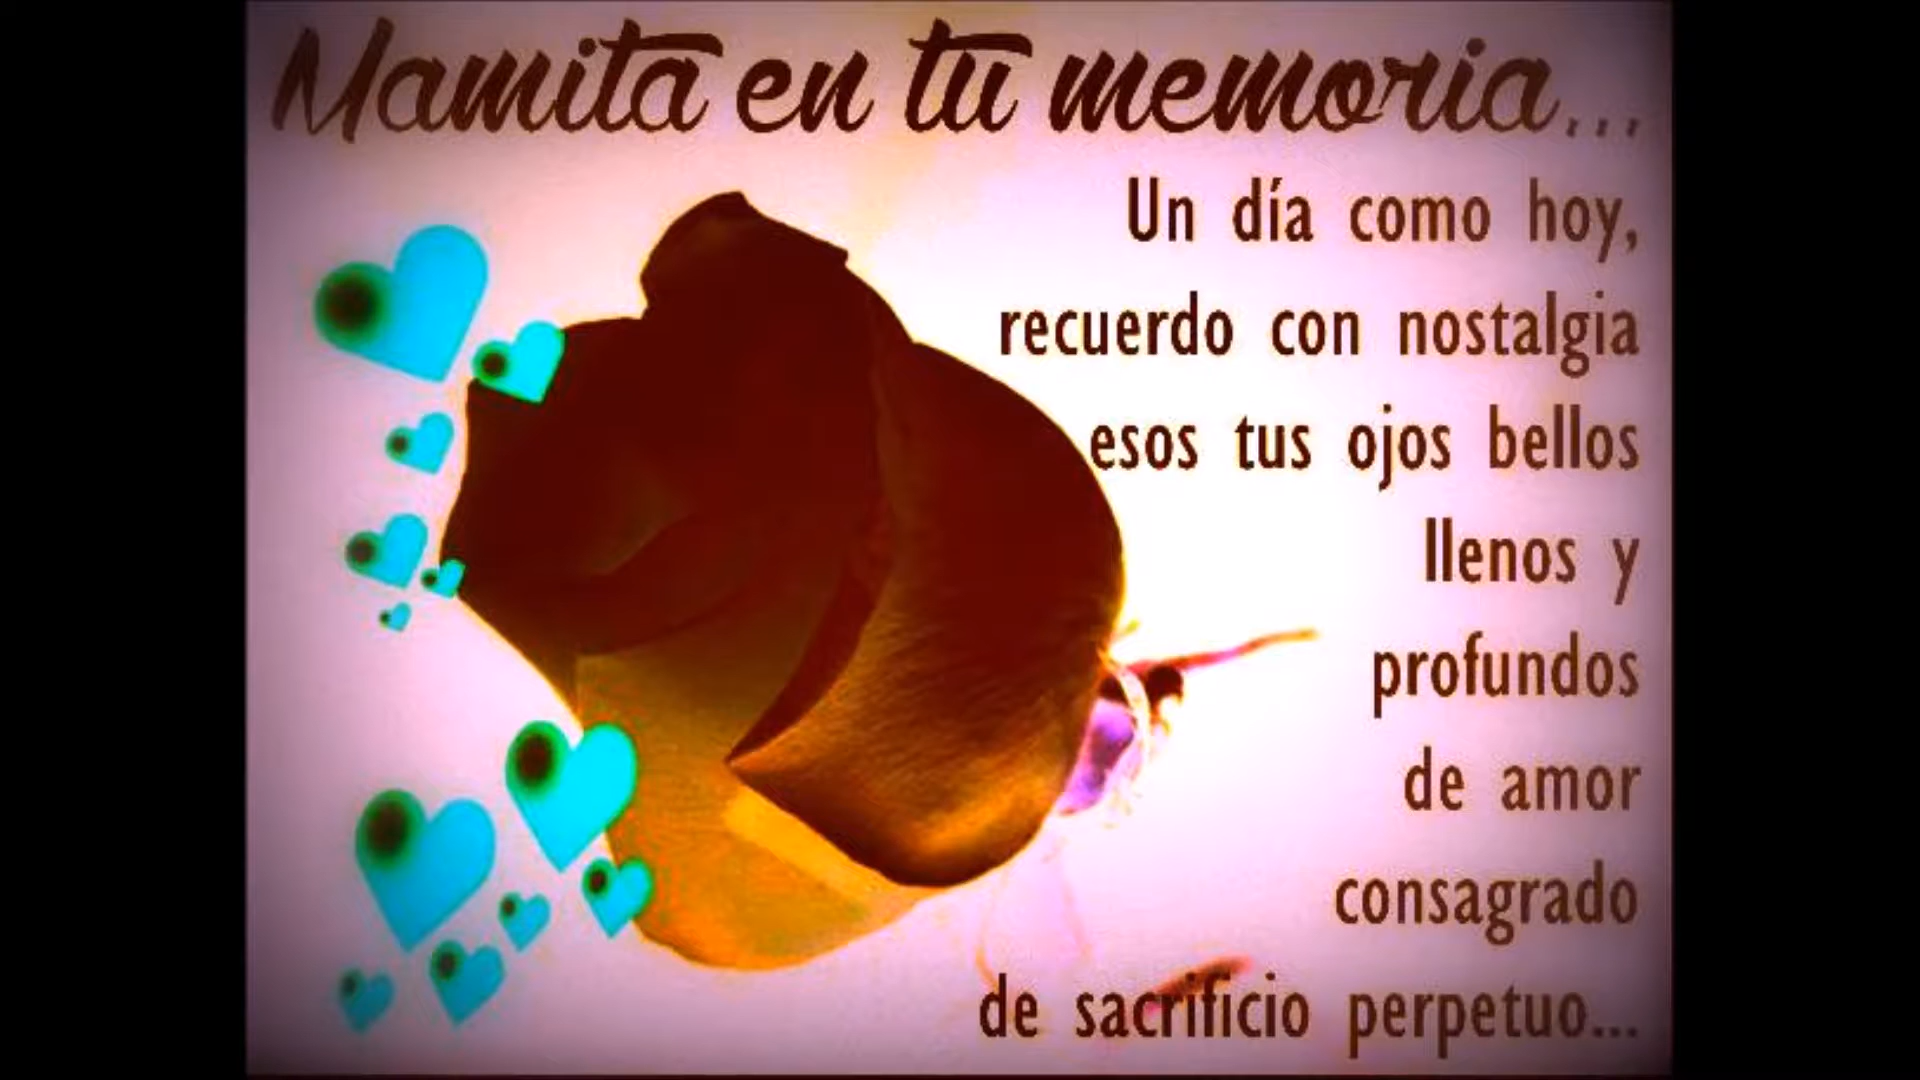 Mamita en tu memoria...
Un día como hoy,
recuerdo con nostalgia
esos tus ojos bellos
llenos y
profundos
de amor
consagrado
de sacrificio perpetuo...